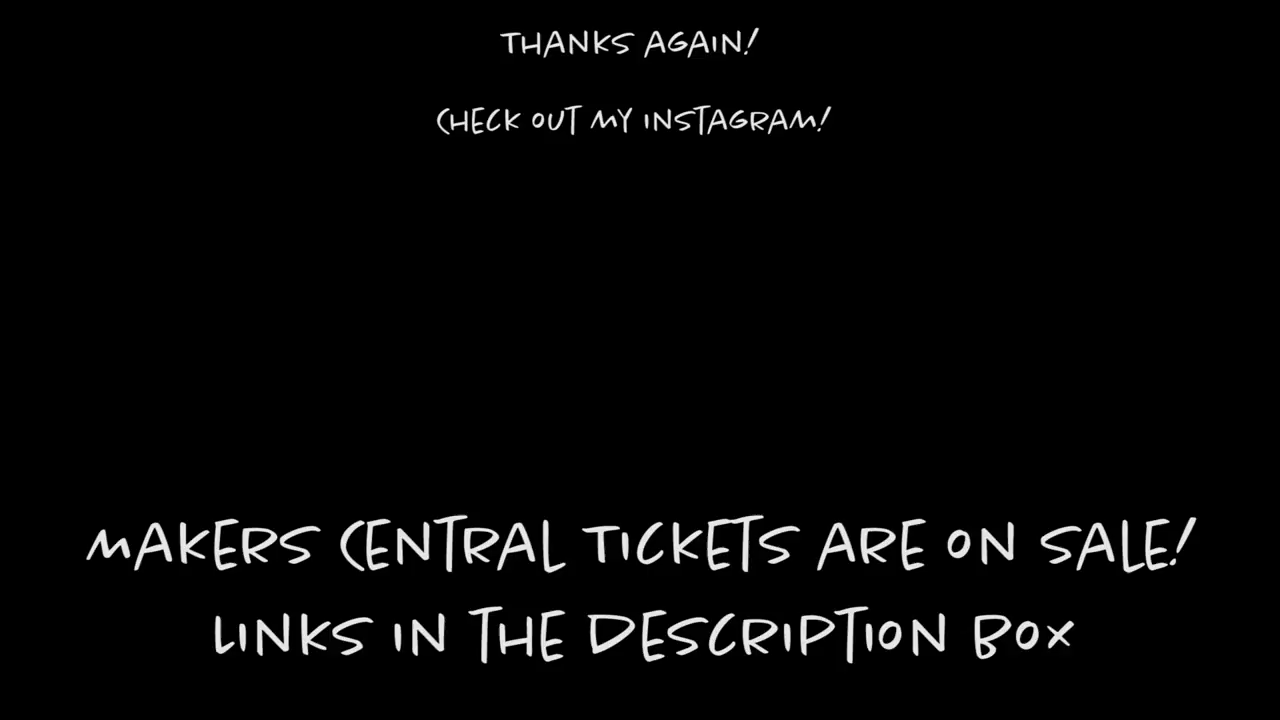 THANKS AGAIN!
CHECK OUT MY INSTAGRAM!
MAKERS CENTRAL TICKETS ARE ON SALE!
LINKS IN THE DESCRIPTION BOX